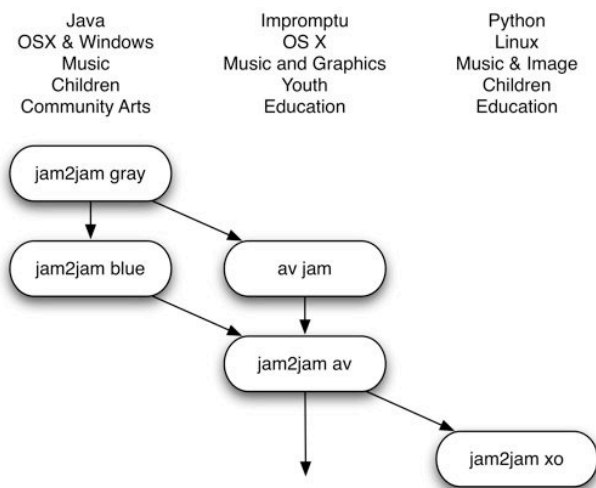 Java
OSX & Windows
Music
Children
Community Arts
Impromptu
OS X
Music and Graphics
Youth
Education
Python
Linux
Music & Image
Children
Education
jam2jam gray
jam2jam blue
av jam
jam2jam av
jam2jam xo